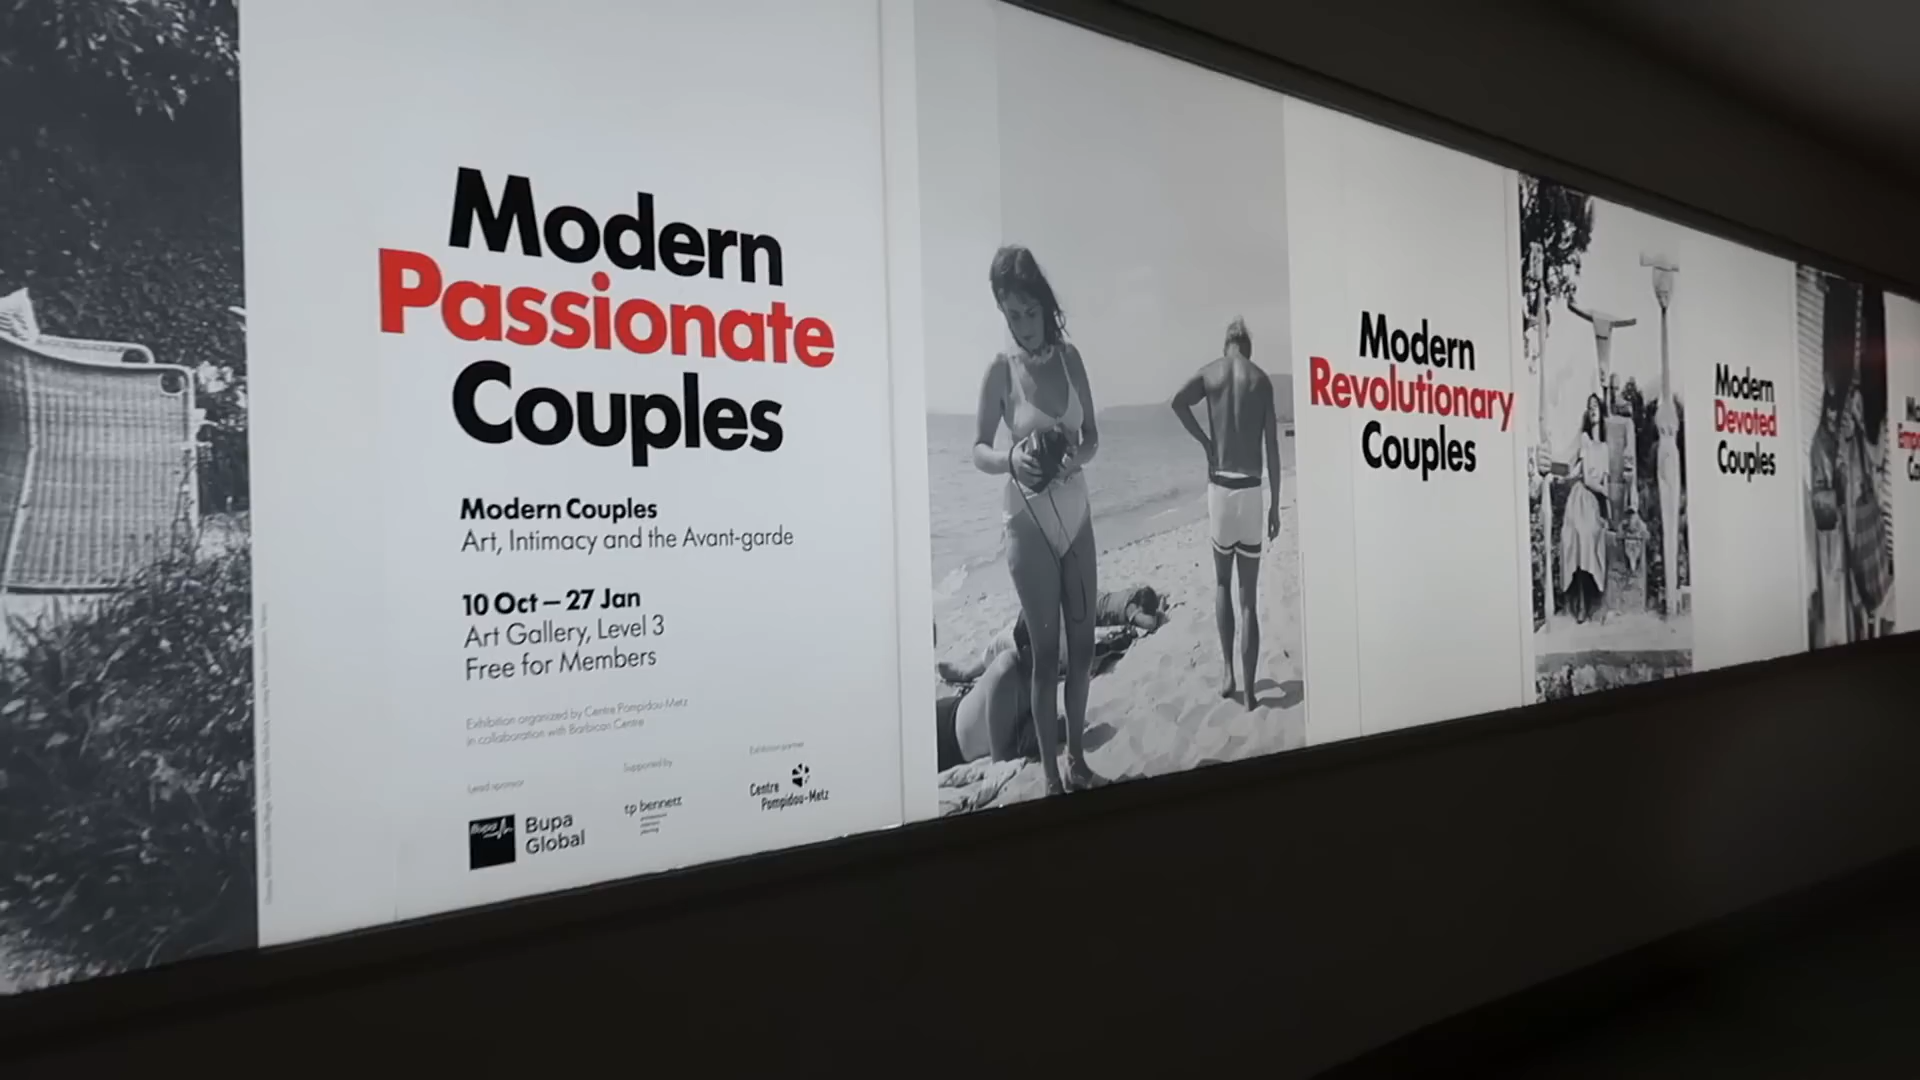 Modern
Passionate
Couples
Modern Couples
Art, Intimacy and the Avant-garde
10 Oct – 27 Jan
Art Gallery, Level 3
Free for Members
Exhibition organized by Centre Pompidou-Metz
in collaboration with Barbican Centre
Lead sponsor
Bupa
Bupa
Global
Supported by
tp bennett
Exhibition partner
Centre
Pompidou-Metz
Modern
Revolutionary
Couples
Modern
Devoted
Couples